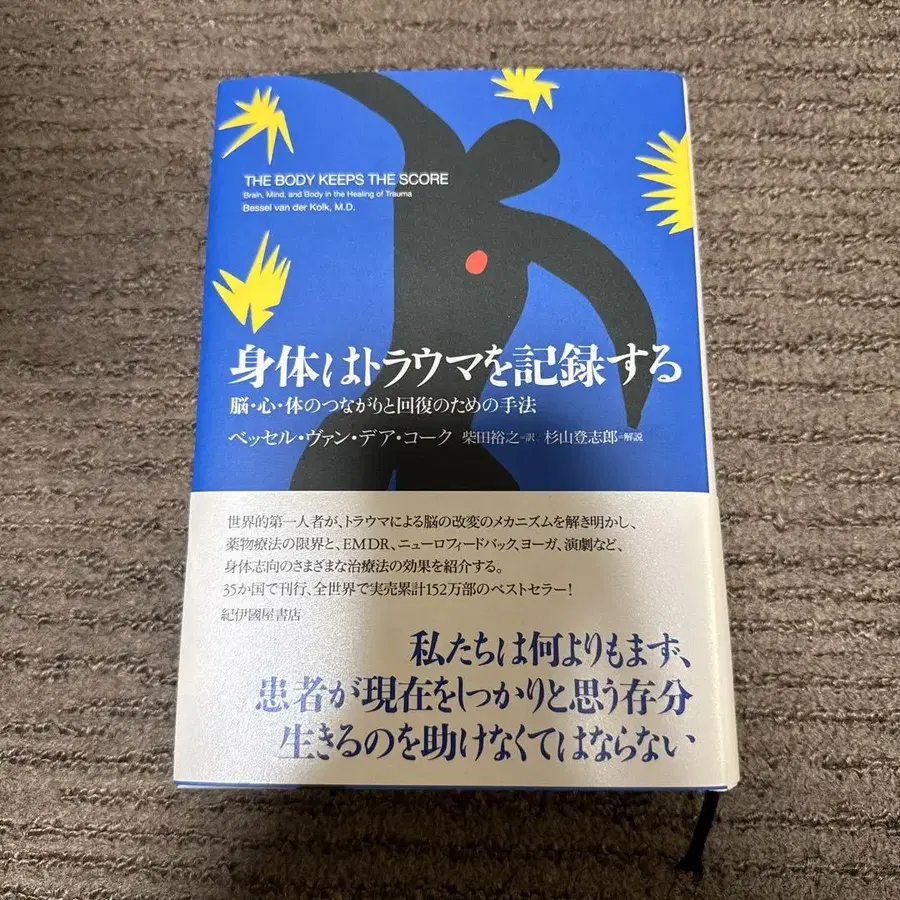 THE BODY KEEPS THE SCORE
Brain, Mind, and Body in the Healing of Trauma
Bessel van der Kolk, M.D.
身体はトラウマを記録する
脳・心・体のつながりと回復のための手法
ベッセル・ヴァン・デア・コーク 柴田裕之=訳 杉山登志郎=解説
世界的第一人者が、トラウマによる脳の改変のメカニズムを解き明かし、
薬物療法の限界と、EMDR、ニューロフィードバック、ヨーガ、演劇など、
身体志向のさまざまな治療法の効果を紹介する。
35か国で刊行、全世界で実売累計152万部のベストセラー!
紀伊國屋書店
私たちは何よりもまず、
患者が現在をしっかりと思う存分
生きるのを助けなくてはならない